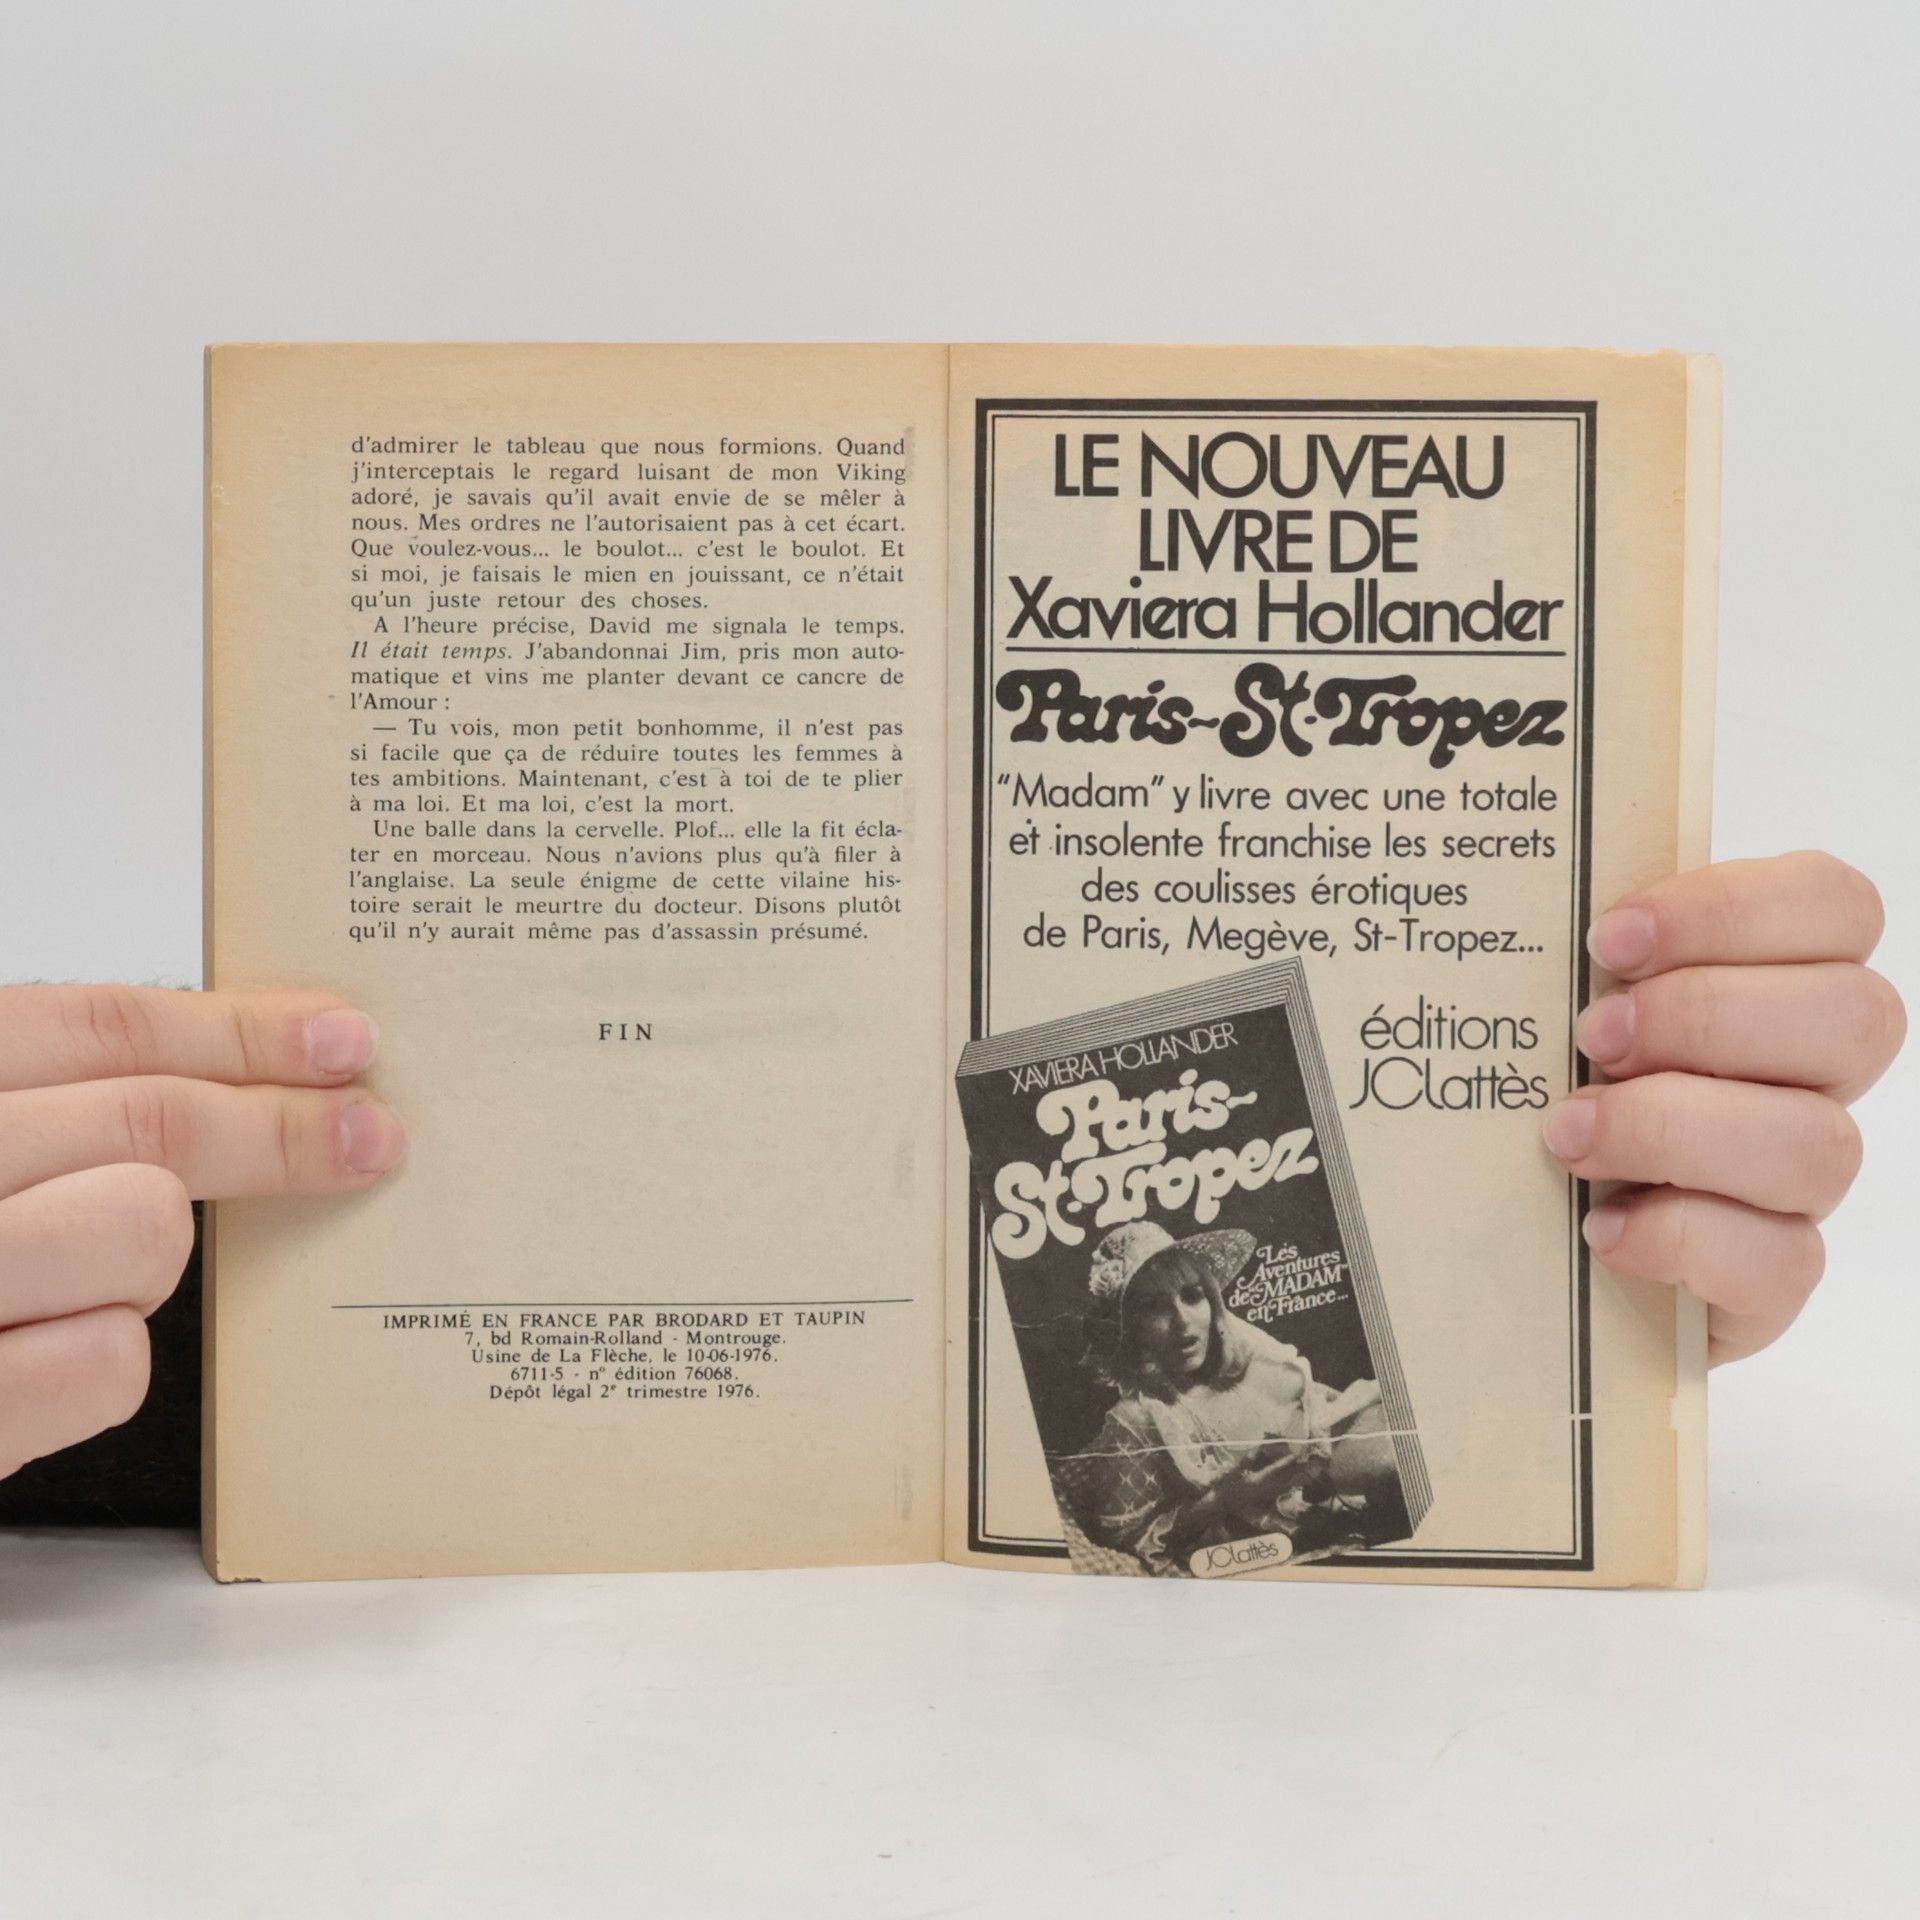 d'admirer le tableau que nous formions. Quand
j'interceptais le regard luisant de mon Viking
adoré, je savais qu'il avait envie de se mêler à
nous. Mes ordres ne l'autorisaient pas à cet écart.
Que voulez-vous... le boulot... c'est le boulot. Et
si moi, je faisais le mien en jouissant, ce n'était
qu'un juste retour des choses.
A l'heure précise, David me signala le temps.
Il était temps. J'abandonnai Jim, pris mon auto-
matique et vins me planter devant ce cancre de
l'Amour :
— Tu vois, mon petit bonhomme, il n'est pas
si facile que ça de réduire toutes les femmes à
tes ambitions. Maintenant, c'est à toi de te plier
à ma loi. Et ma loi, c'est la mort.
Une balle dans la cervelle. Plof... elle la fit écla-
ter en morceau. Nous n'avions plus qu'à filer à
l'anglaise. La seule énigme de cette vilaine his-
toire serait le meurtre du docteur. Disons plutôt
qu'il n'y aurait même pas d'assassin présumé.
FIN
IMPRIMÉ EN FRANCE PAR BRODARD ET TAUPIN
7, bd Romain-Rolland - Montrouge.
Usine de La Flèche, le 10-06-1976.
6711-5 - n° édition 76068.
Dépôt légal 2e trimestre 1976.
LE NOUVEAU
LIVRE DE
Xaviera Hollander
Paris-St-Tropez
"Madam" y livre avec une totale
et insolente franchise les secrets
des coulisses érotiques
de Paris, Megève, St-Tropez...
éditions
JClattès
XAVIERA HOLLANDER
Paris-
St-Tropez
Les
Aventures
de "MADAM"
en France...
JClattès